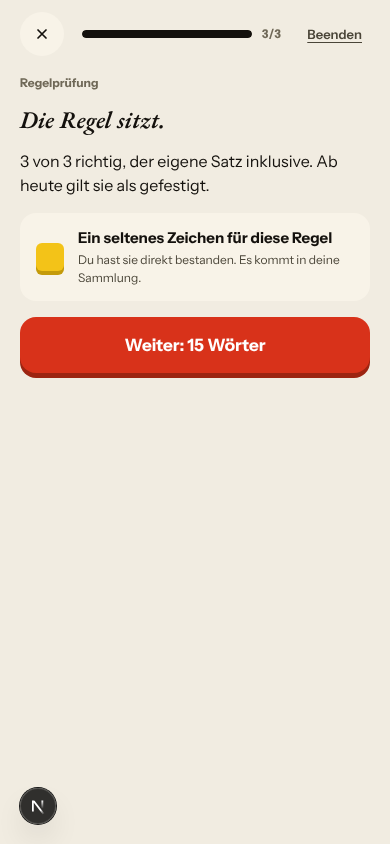 ✕ 3/3 Beenden
Regelprüfung
Die Regel sitzt.
3 von 3 richtig, der eigene Satz inklusive. Ab
heute gilt sie als gefestigt.
Ein seltenes Zeichen für diese Regel
Du hast sie direkt bestanden. Es kommt in deine
Sammlung.
Weiter: 15 Wörter
N